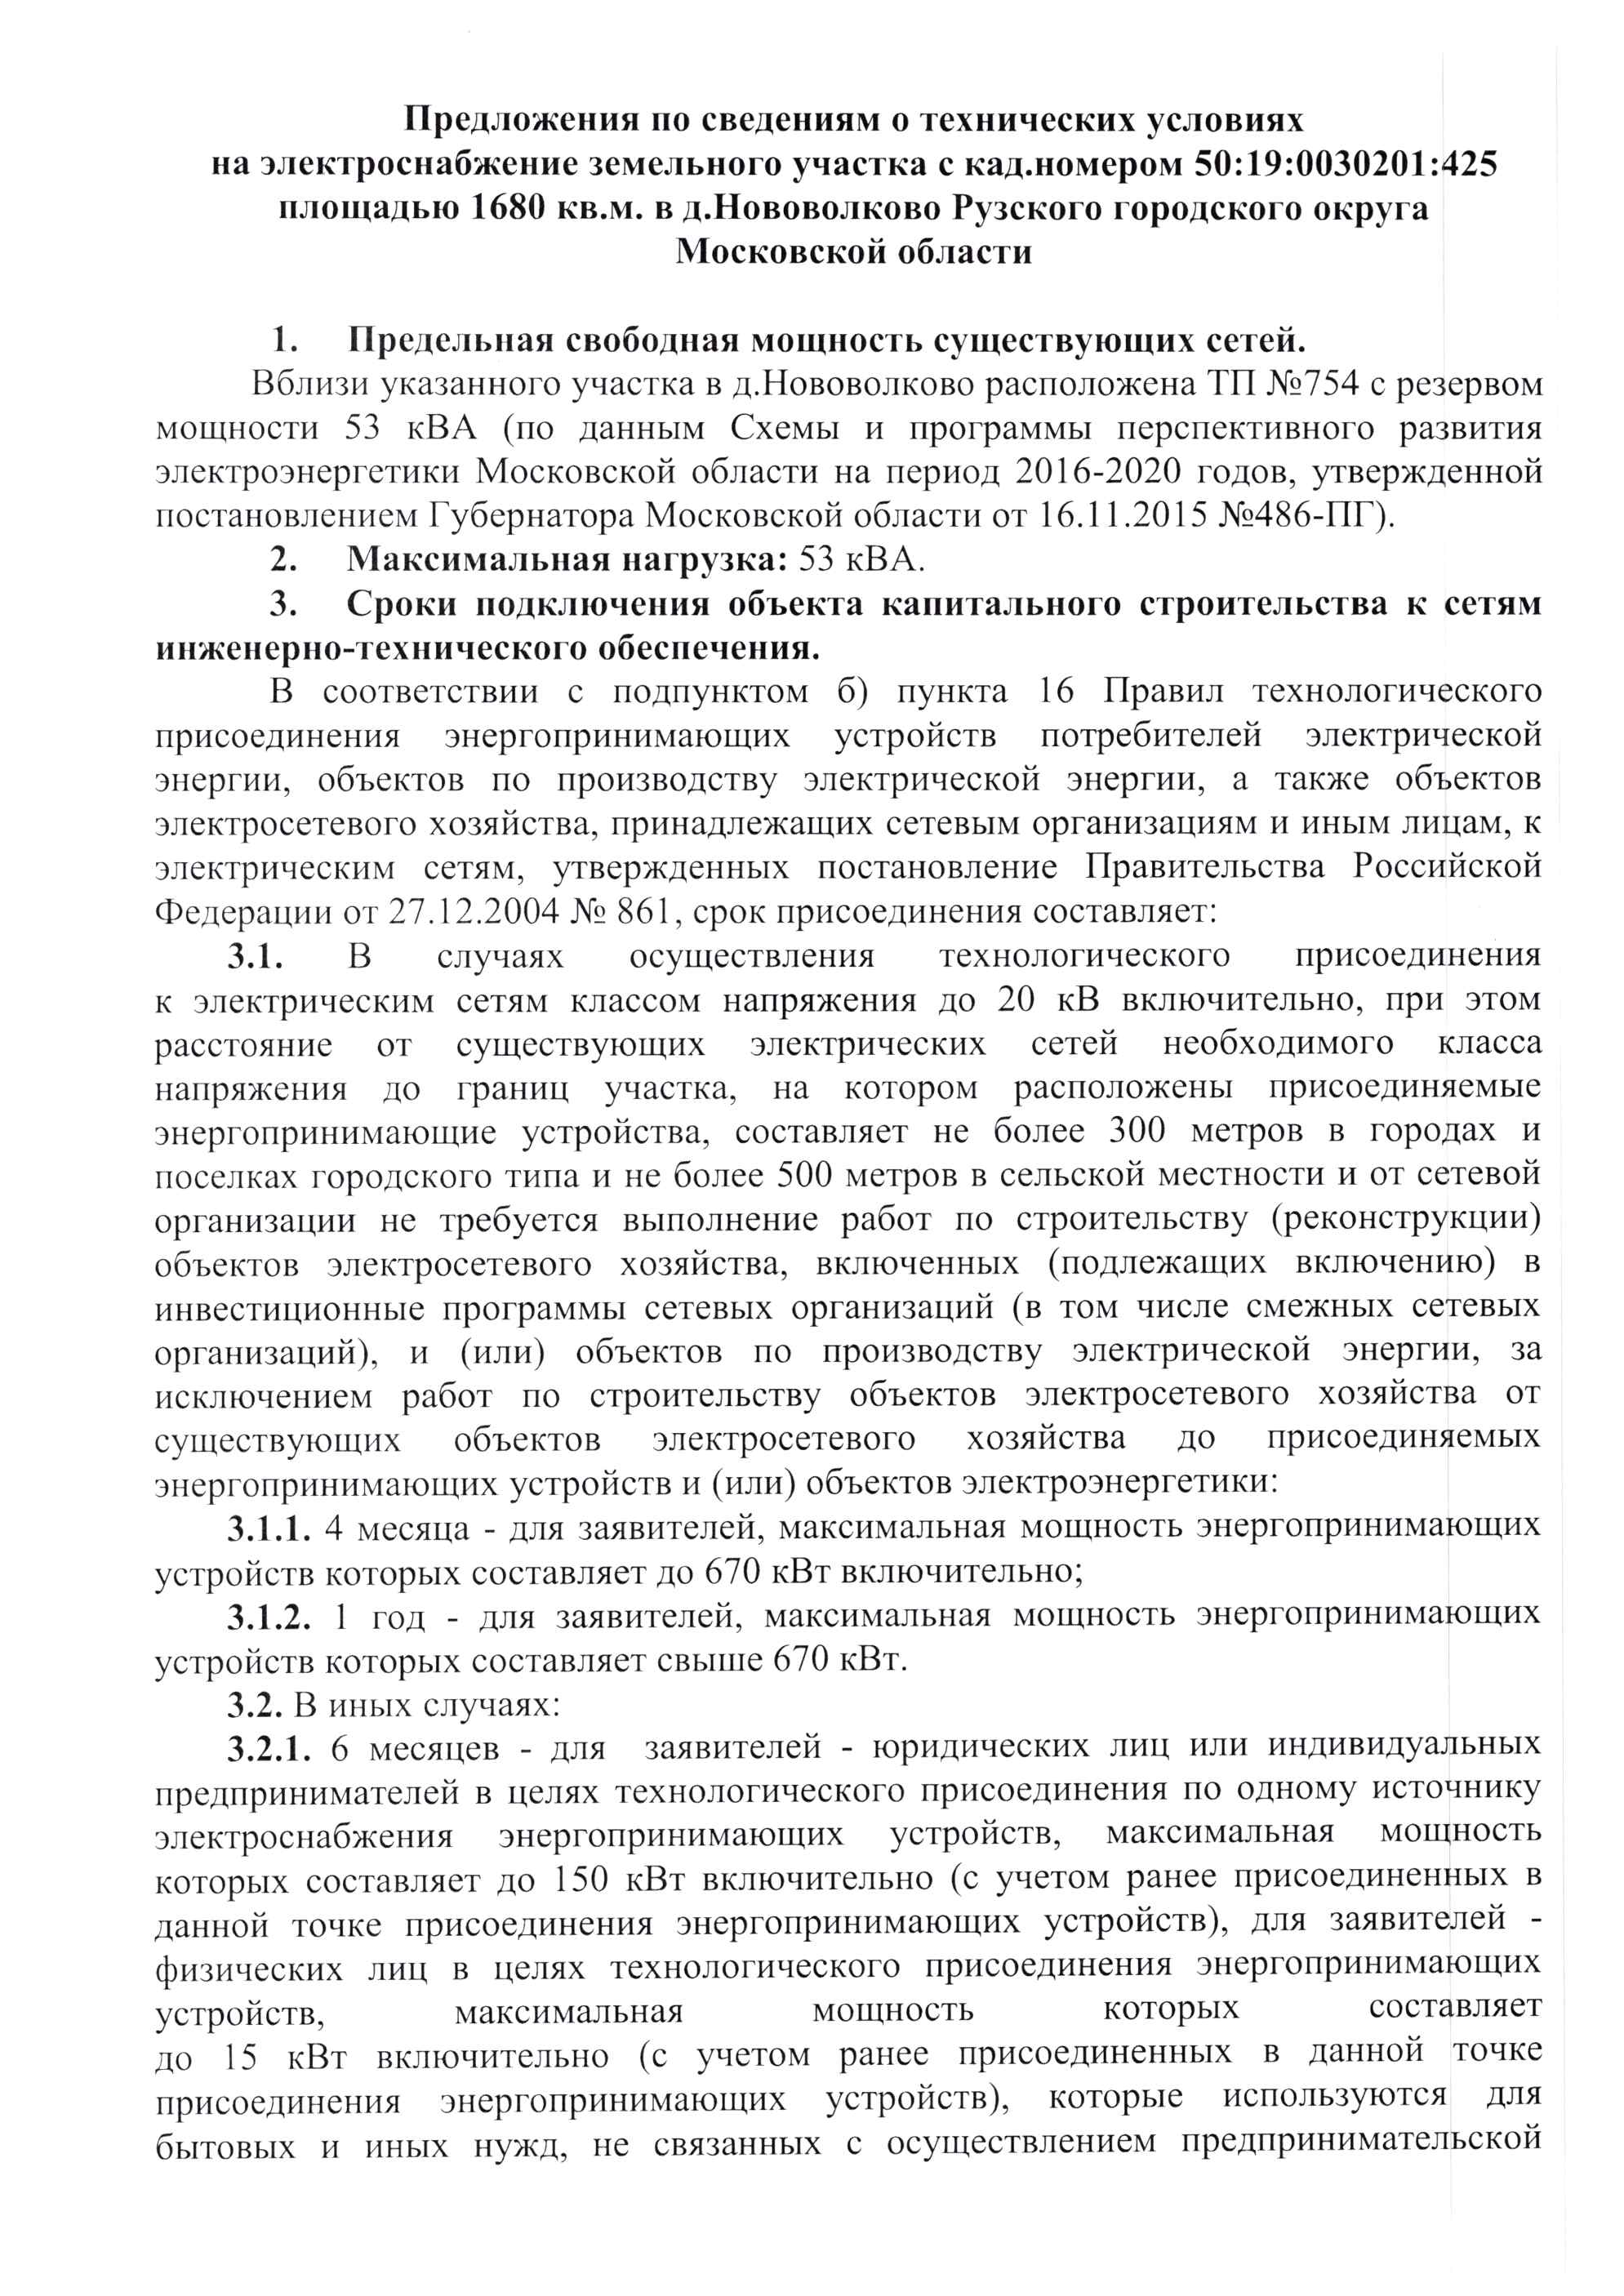 Предложения по сведениям о технических условиях
на электроснабжение земельного участка с кад.номером 50:19:0030201:425
площадью 1680 кв.м. в д.Нововолково Рузского городского округа
Московской области
1. Предельная свободная мощность существующих сетей.
Вблизи указанного участка в д.Нововолково расположена ТП №754 с резервом
мощности 53 кВА (по данным Схемы и программы перспективного развития
электроэнергетики Московской области на период 2016-2020 годов, утвержденной
постановлением Губернатора Московской области от 16.11.2015 №486-ПГ).
2. Максимальная нагрузка: 53 кВА.
3. Сроки подключения объекта капитального строительства к сетям
инженерно-технического обеспечения.
В соответствии с подпунктом б) пункта 16 Правил технологического
присоединения энергопринимающих устройств потребителей электрической
энергии, объектов по производству электрической энергии, а также объектов
электросетевого хозяйства, принадлежащих сетевым организациям и иным лицам, к
электрическим сетям, утвержденных постановление Правительства Российской
Федерации от 27.12.2004 № 861, срок присоединения составляет:
3.1. В случаях осуществления технологического присоединения
к электрическим сетям классом напряжения до 20 кВ включительно, при этом
расстояние от существующих электрических сетей необходимого класса
напряжения до границ участка, на котором расположены присоединяемые
энергопринимающие устройства, составляет не более 300 метров в городах и
поселках городского типа и не более 500 метров в сельской местности и от сетевой
организации не требуется выполнение работ по строительству (реконструкции)
объектов электросетевого хозяйства, включенных (подлежащих включению) в
инвестиционные программы сетевых организаций (в том числе смежных сетевых
организаций), и (или) объектов по производству электрической энергии, за
исключением работ по строительству объектов электросетевого хозяйства от
существующих объектов электросетевого хозяйства до присоединяемых
энергопринимающих устройств и (или) объектов электроэнергетики:
3.1.1. 4 месяца - для заявителей, максимальная мощность энергопринимающих
устройств которых составляет до 670 кВт включительно;
3.1.2. 1 год - для заявителей, максимальная мощность энергопринимающих
устройств которых составляет свыше 670 кВт.
3.2. В иных случаях:
3.2.1. 6 месяцев - для заявителей - юридических лиц или индивидуальных
предпринимателей в целях технологического присоединения по одному источнику
электроснабжения энергопринимающих устройств, максимальная мощность
которых составляет до 150 кВт включительно (с учетом ранее присоединенных в
данной точке присоединения энергопринимающих устройств), для заявителей -
физических лиц в целях технологического присоединения энергопринимающих
устройств, максимальная мощность которых составляет
до 15 кВт включительно (с учетом ранее присоединенных в данной точке
присоединения энергопринимающих устройств), которые используются для
бытовых и иных нужд, не связанных с осуществлением предпринимательской